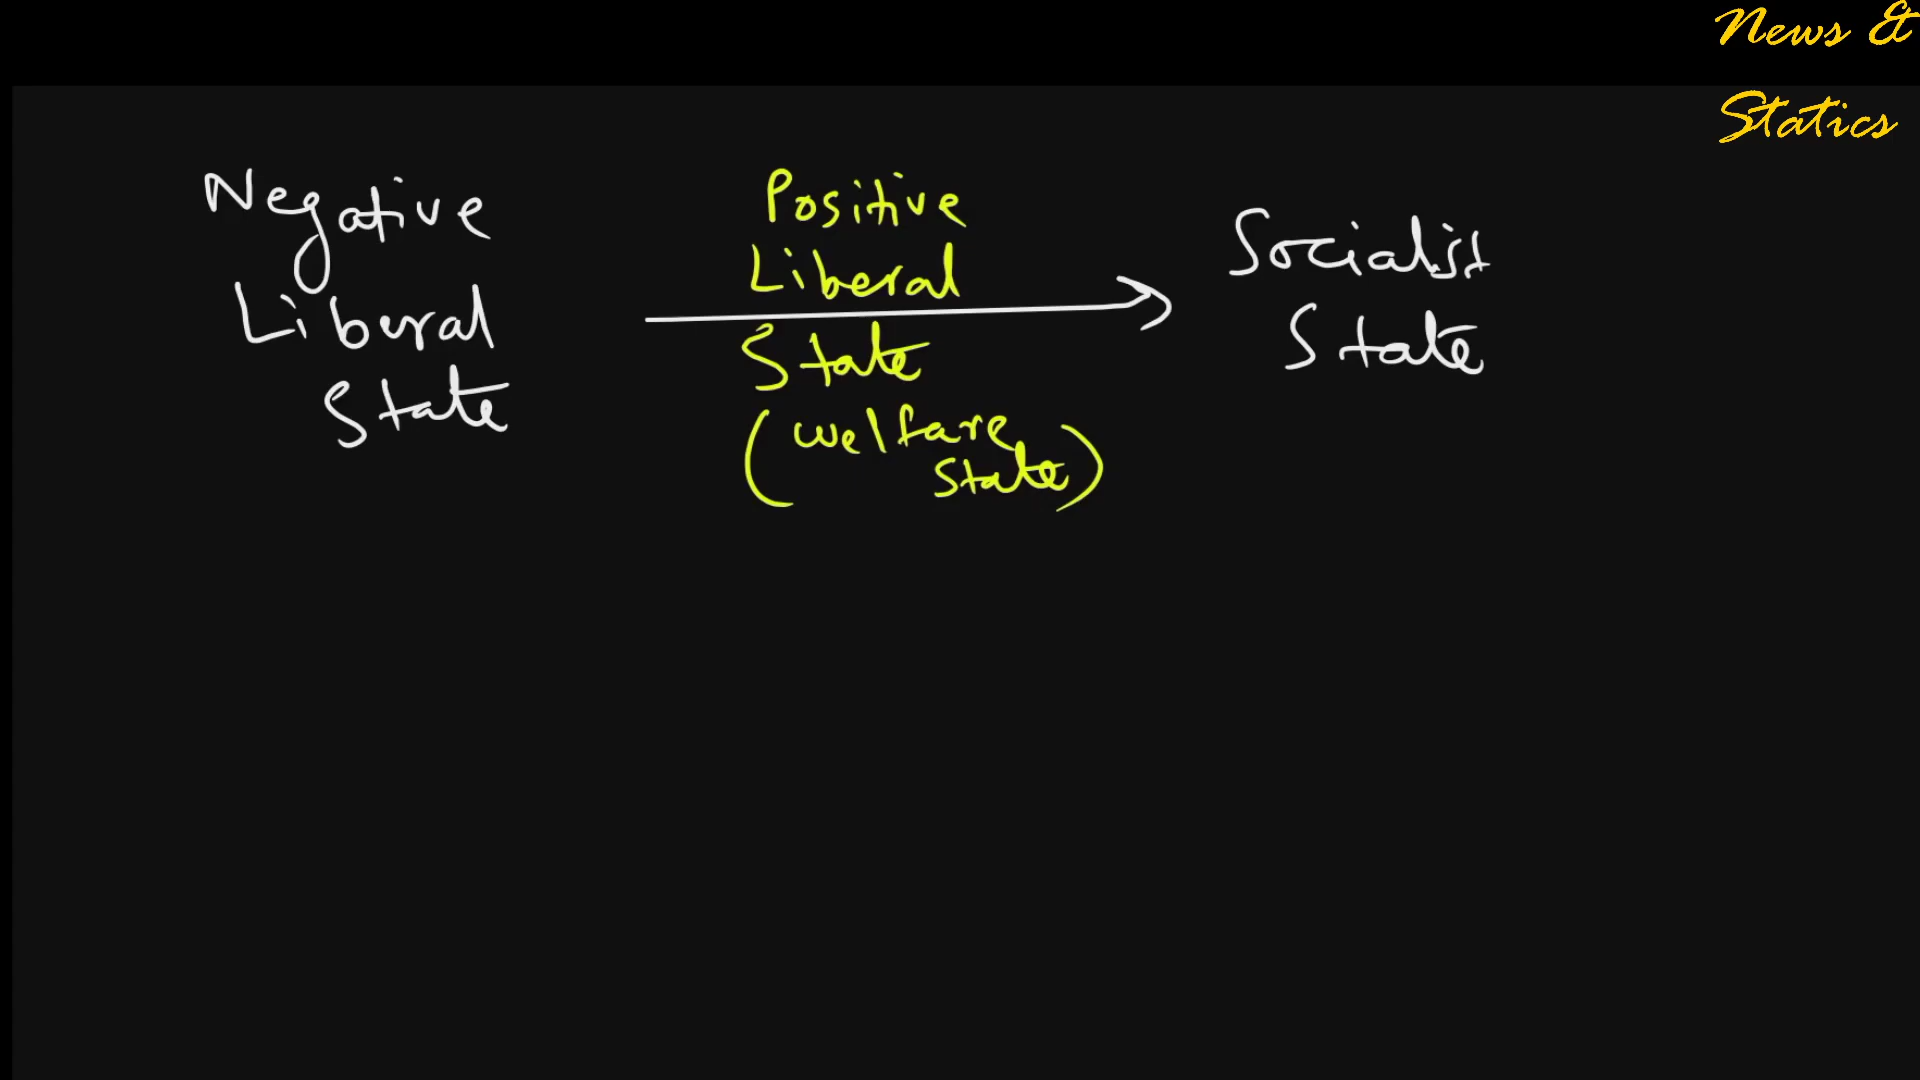 News &
Statics
Negative
Liberal
State
Positive
Liberal
State
(welfare
state)
Socialist
State